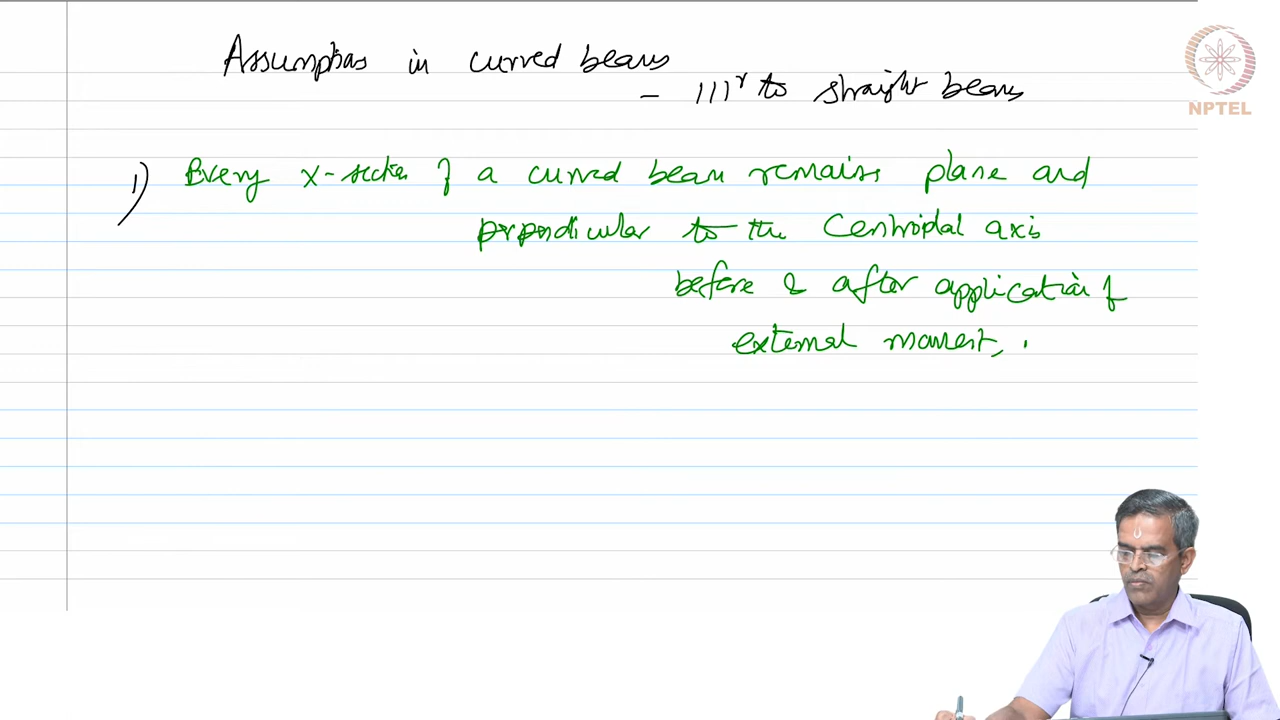 Assumptions in curved beams
- |||r to straight beams
NPTEL
1) Every x-section of a curved beam remains plane and
perpendicular to the Centroidal axis
before & after application of
external moment,